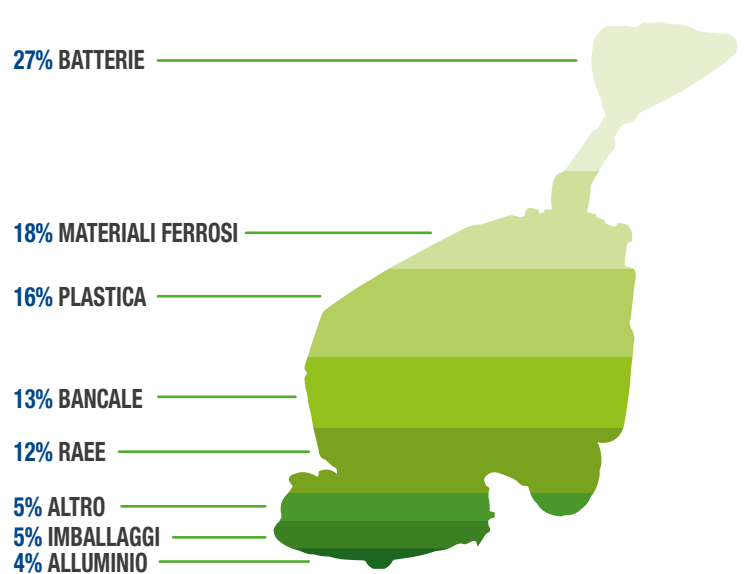 27% BATTERIE
18% MATERIALI FERROSI
16% PLASTICA
13% BANCALE
12% RAEE
5% ALTRO
5% IMBALLAGGI
4% ALLUMINIO